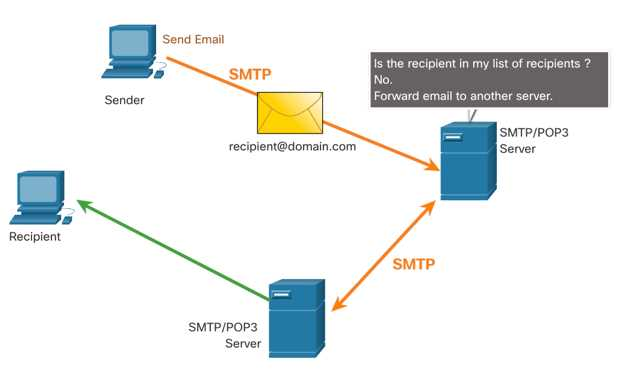 Send Email
SMTP
Sender
Is the recipient in my list of recipients ?
No.
Forward email to another server.
recipient@domain.com
SMTP/POP3
Server
Recipient
SMTP
SMTP/POP3
Server